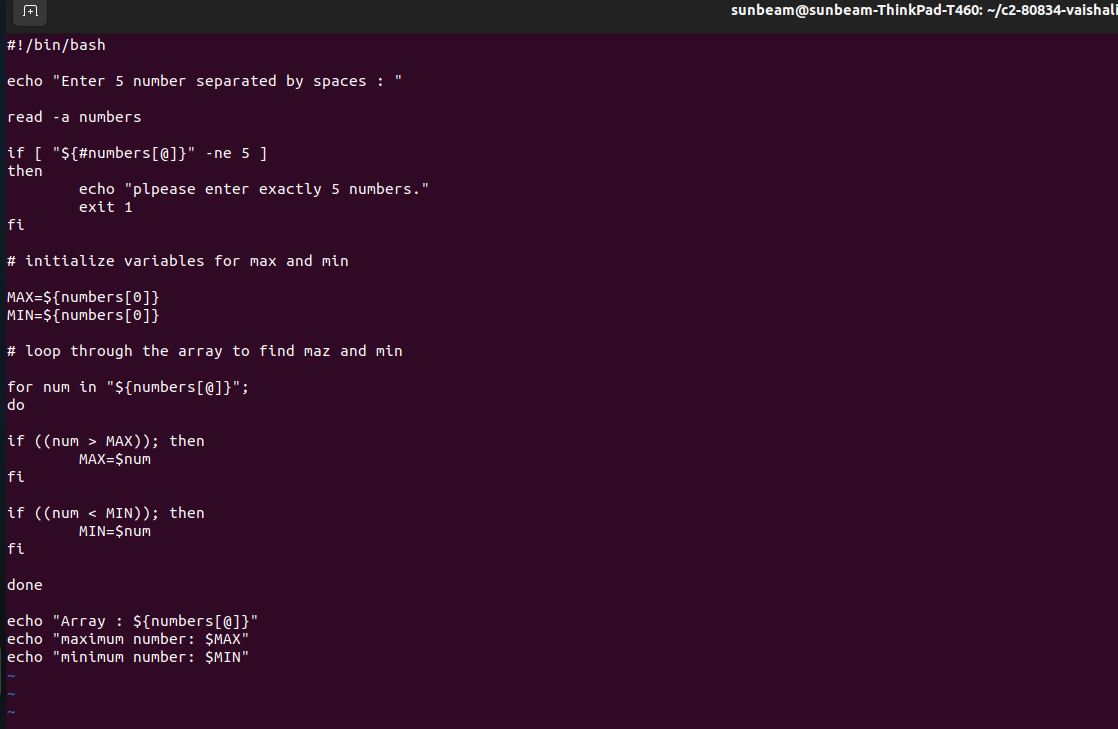 sunbeam@sunbeam-ThinkPad-T460: ~/c2-80834-vaishali
#!/bin/bash
echo "Enter 5 number separated by spaces : "
read -a numbers
if [ "${#numbers[@]}" -ne 5 ]
then
        echo "plpease enter exactly 5 numbers."
        exit 1
fi
# initialize variables for max and min
MAX=${numbers[0]}
MIN=${numbers[0]}
# loop through the array to find maz and min
for num in "${numbers[@]}";
do
if ((num > MAX)); then
        MAX=$num
fi
if ((num < MIN)); then
        MIN=$num
fi
done
echo "Array : ${numbers[@]}"
echo "maximum number: $MAX"
echo "minimum number: $MIN"
~
~
~